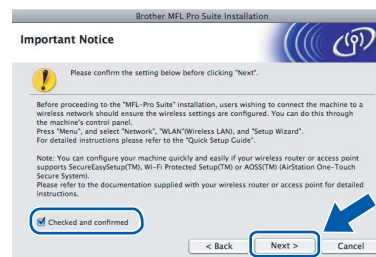 Brother MFL Pro Suite Installation
Important Notice
Please confirm the setting below before clicking "Next".
Before proceeding to the "MFL-Pro Suite" installation, users wishing to connect the machine to a
wireless network should ensure the wireless settings are configured. You can do this through
the machine's control panel.
Press "Menu", and select "Network", "WLAN"(Wireless LAN), and "Setup Wizard".
For detailed instructions please refer to the "Quick Setup Guide".
Note: You can configure your machine quickly and easily if your wireless router or access point
supports SecureEasySetup(TM), Wi-Fi Protected Setup(TM) or AOSS(TM) (AirStation One-Touch
Secure System).
Please refer to the documentation supplied with your wireless router or access point for detailed
instructions.
Checked and confirmed
< Back Next > Cancel